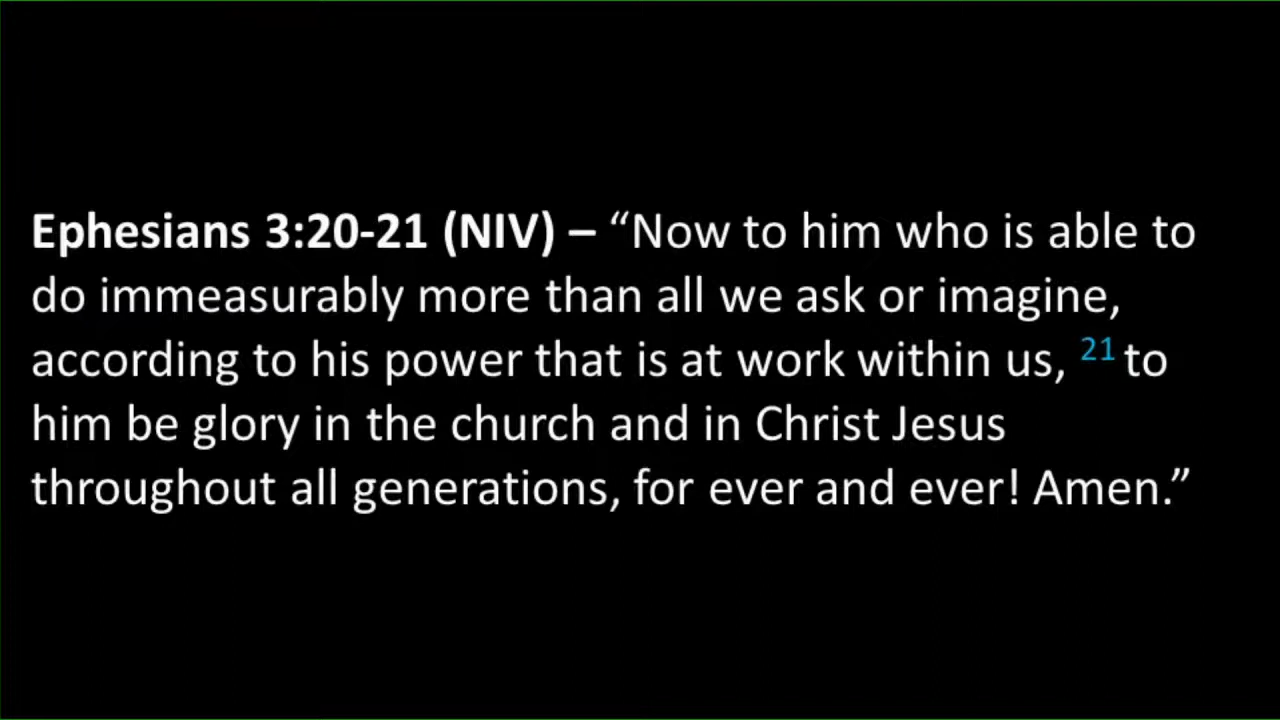 Ephesians 3:20-21 (NIV) – “Now to him who is able to
do immeasurably more than all we ask or imagine,
according to his power that is at work within us, 21 to
him be glory in the church and in Christ Jesus
throughout all generations, for ever and ever! Amen.”